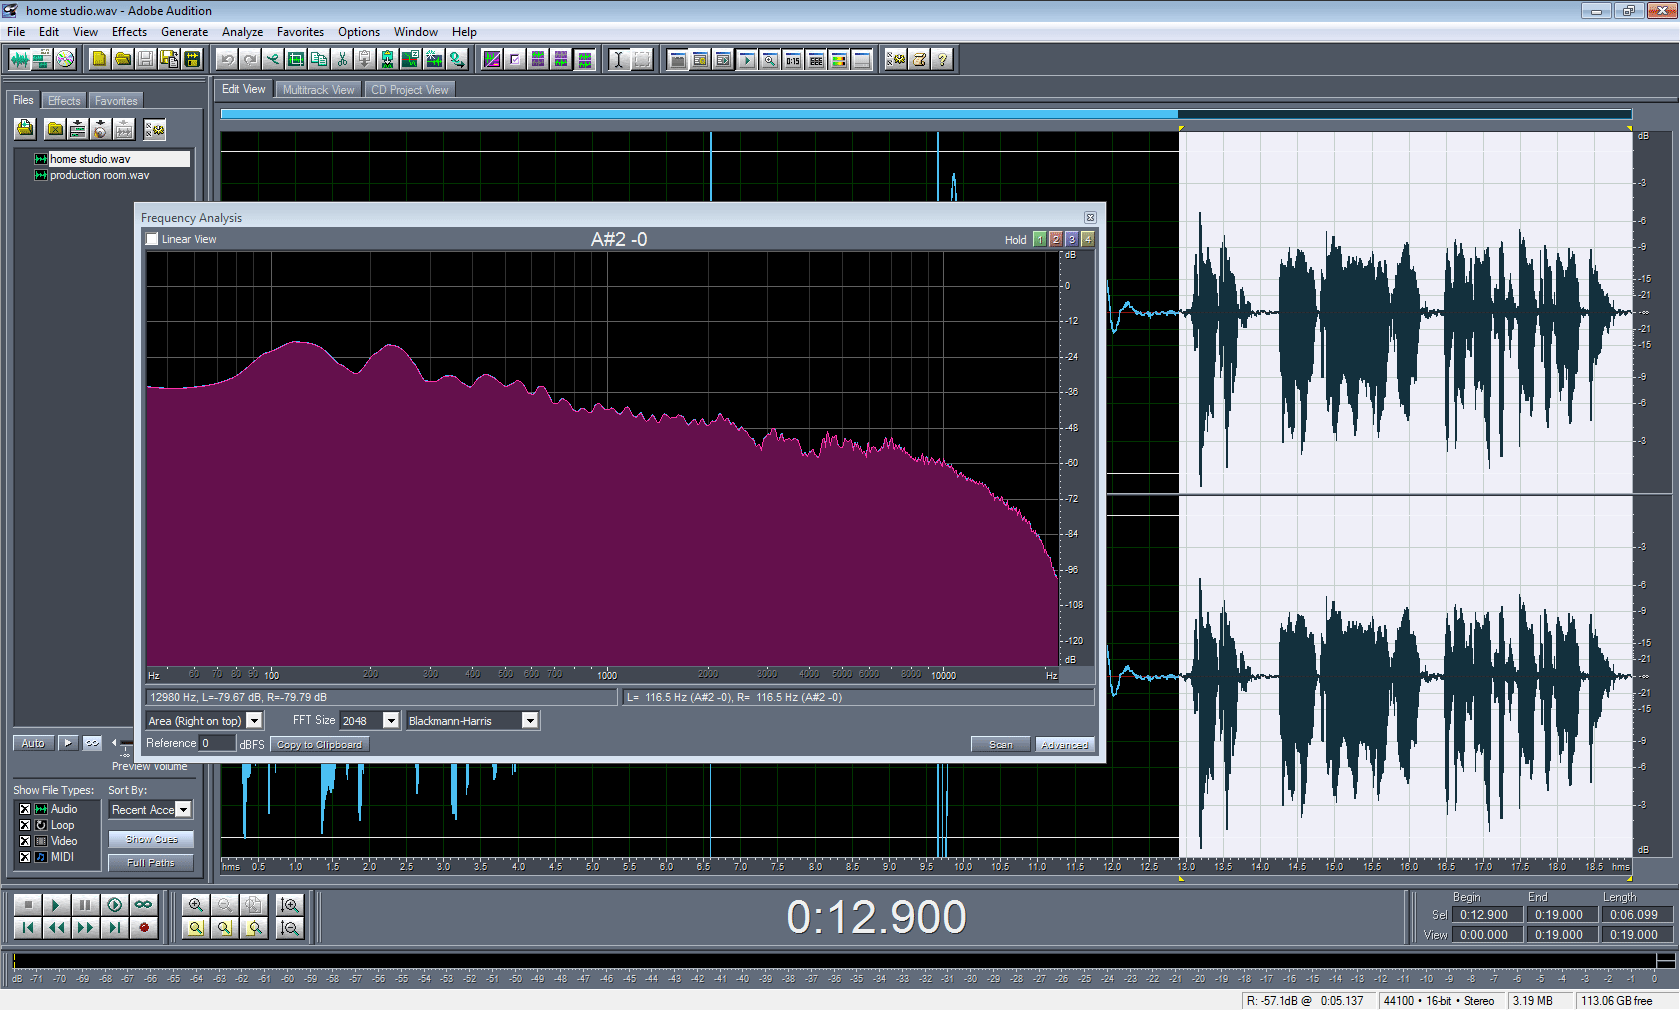 home studio.wav - Adobe Audition
File Edit View Effects Generate Analyze Favorites Options Window Help
Files Effects Favorites
Edit View Multitrack View CD Project View
home studio.wav
production room.wav
Frequency Analysis
Linear View
A#2 -0
Hold 1 2 3 4
dB
0
-12
-24
-36
-48
-60
-72
-84
-96
-108
-120
dB
Hz 60 70 80 90 100 200 300 400 500 600 700 1000 2000 3000 4000 5000 6000 8000 10000 Hz
12980 Hz, L=-79.67 dB, R=-79.79 dB
L= 116.5 Hz (A#2 -0), R= 116.5 Hz (A#2 -0)
Area (Right on top) FFT Size 2048 Blackmann-Harris
Reference 0 dBFS Copy to Clipboard Scan Advanced
dB
-3
-6
-9
-15
-21
-∞
-21
-15
-9
-6
-3
-3
-6
-9
-15
-21
-∞
-21
-15
-9
-6
-3
dB
Auto
Preview Volume
Show File Types: Sort By:
Audio Recent Acce
Loop
Video Show Cues
MIDI Full Paths
hms 0.5 1.0 1.5 2.0 2.5 3.0 3.5 4.0 4.5 5.0 5.5 6.0 6.5 7.0 7.5 8.0 8.5 9.0 9.5 10.0 10.5 11.0 11.5 12.0 12.5 13.0 13.5 14.0 14.5 15.0 15.5 16.0 16.5 17.0 17.5 18.0 18.5 hms
0:12.900
Begin End Length
Sel 0:12.900 0:19.000 0:06.099
View 0:00.000 0:19.000 0:19.000
dB -71 -70 -69 -68 -67 -66 -65 -64 -63 -62 -61 -60 -59 -58 -57 -56 -55 -54 -53 -52 -51 -50 -49 -48 -47 -46 -45 -44 -43 -42 -41 -40 -39 -38 -37 -36 -35 -34 -33 -32 -31 -30 -29 -28 -27 -26 -25 -24 -23 -22 -21 -20 -19 -18 -17 -16 -15 -14 -13 -12 -11 -10 -9 -8 -7 -6 -5 -4 -3 -2 -1 0
R: -57.1dB @ 0:05.137 44100 • 16-bit • Stereo 3.19 MB 113.06 GB free